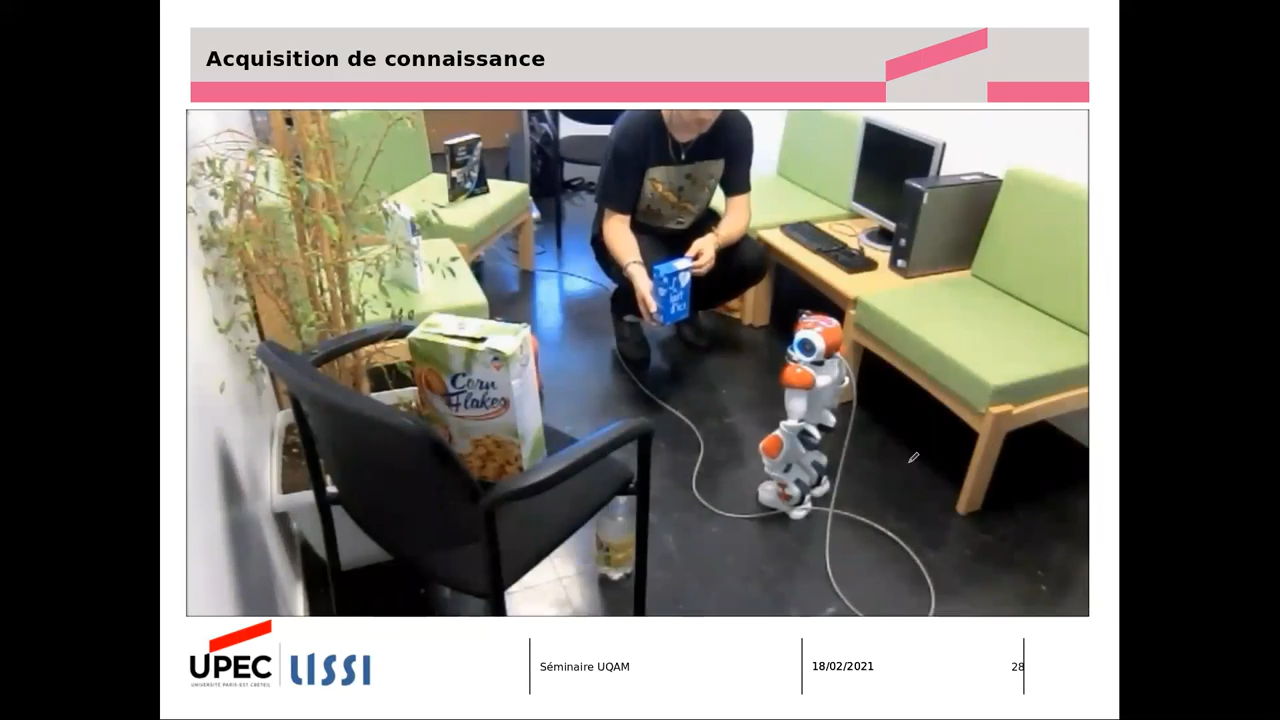 Acquisition de connaissance
Corn
Flakes
UPEC
UNIVERSITÉ PARIS-EST CRÉTEIL
LISSI
Séminaire UQAM
18/02/2021
28